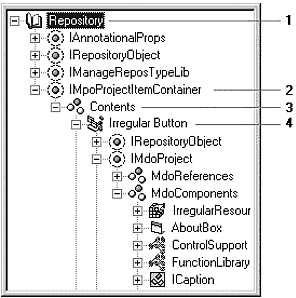 Repository 1
IAnnotationalProps
IRepositoryObject
IManageReposTypeLib
IMpoProjectItemContainer 2
Contents 3
Irregular Button 4
IRepositoryObject
IMdoProject
MdoReferences
MdoComponents
IrregularResour
AboutBox
ControlSupport
FunctionLibrary
ICaption